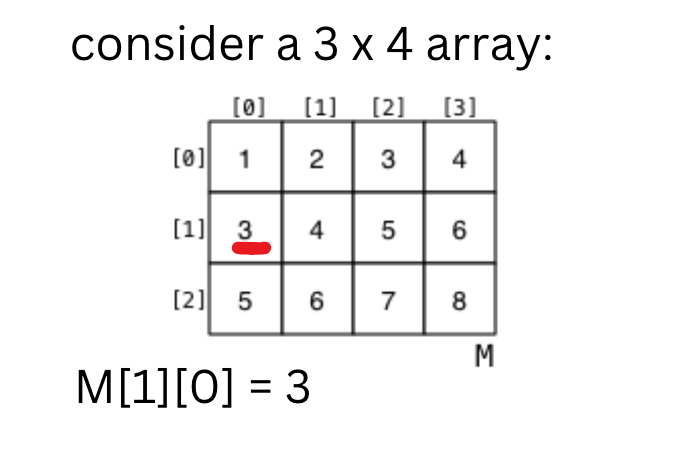 consider a 3 x 4 array:
[0] [1] [2] [3]
[0] 1 2 3 4
[1] 3 4 5 6
[2] 5 6 7 8
M
M[1][0] = 3